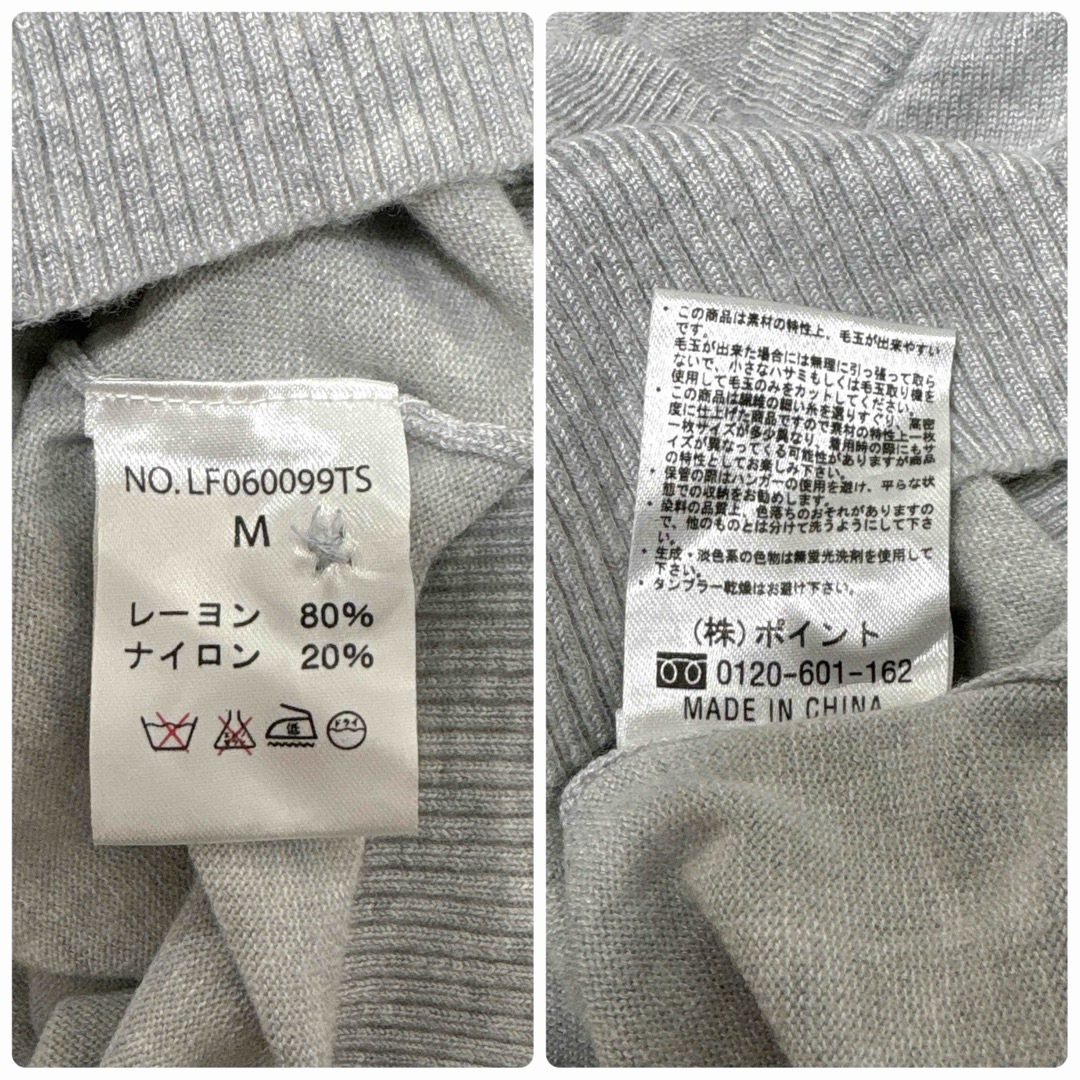 NO. LF060099TS
M
レーヨン 80%
ナイロン 20%
低
ドライ
・この商品は素材の特性上、毛玉が出来やすい
です。
毛玉が出来た場合には無理に引っ張って取ら
ないで、小さなハサミもしくは毛玉取り機を
使用して毛玉のみをカットしてください。
・この商品は繊維の細い糸を選りすぐり、高密
度に仕上げた商品ですので素材の特性上一枚
一枚サイズが多少異なり、着用時の際にもサ
イズが異なってくる可能性がありますが商品
の特性としてお楽しみ下さい。
・保管の際はハンガーの使用を避け、平らな状
態での収納をお勧めします。
・染料の品質上、色落ちのおそれがありますの
で、他のものとは分けて洗うようにして下さ
い。
・生成・淡色系の色物は無蛍光洗剤を使用して
下さい。
・タンブラー乾燥はお避け下さい。
(株)ポイント
0120-601-162
MADE IN CHINA